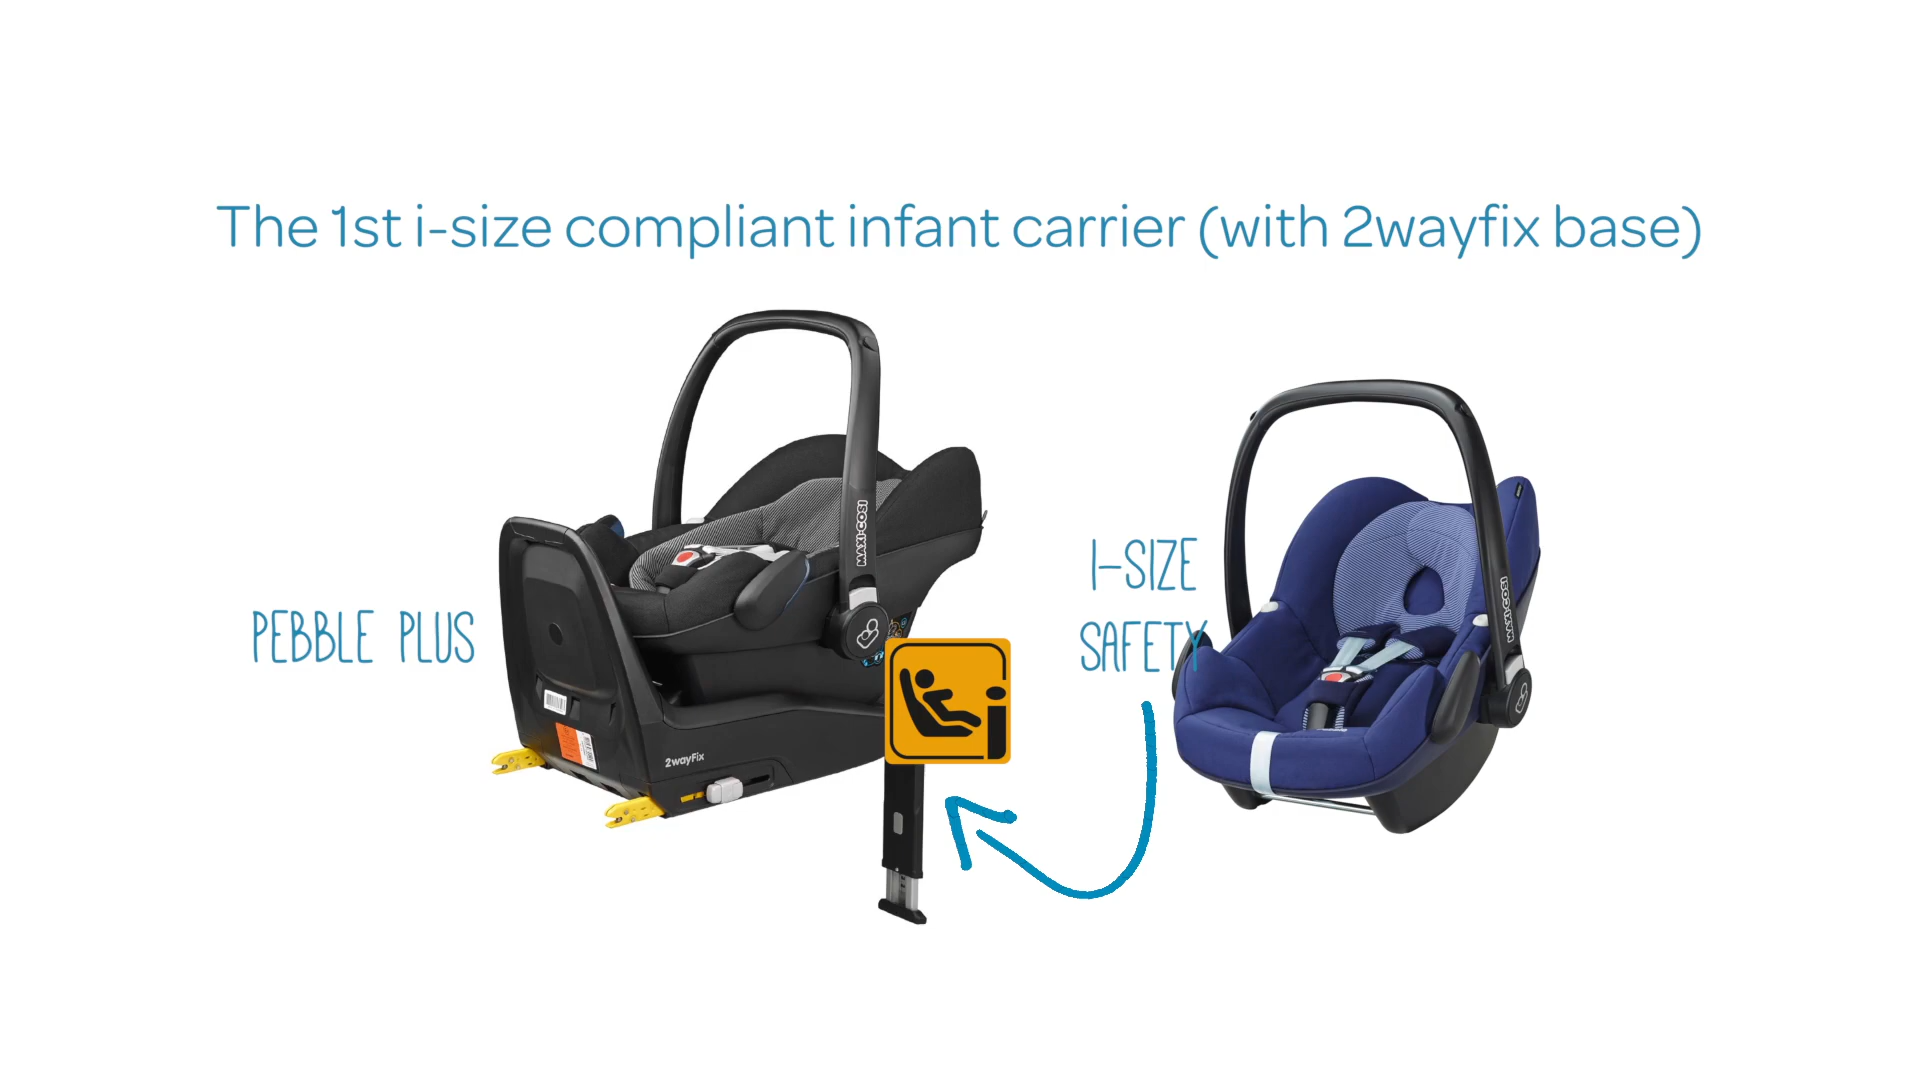 The 1st i-size compliant infant carrier (with 2wayfix base)
PEBBLE PLUS
MAXI-COSI
2wayFix
I-SIZE
SAFETY
MAXI-COSI